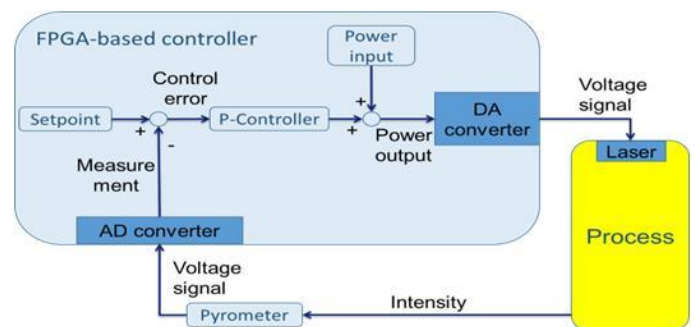 FPGA-based controller
Power
input
Control
error
Voltage
signal
Setpoint
+
-
P-Controller
+
+
Power
output
DA
converter
Laser
Measure
ment
AD converter
Process
Voltage
signal
Pyrometer
Intensity